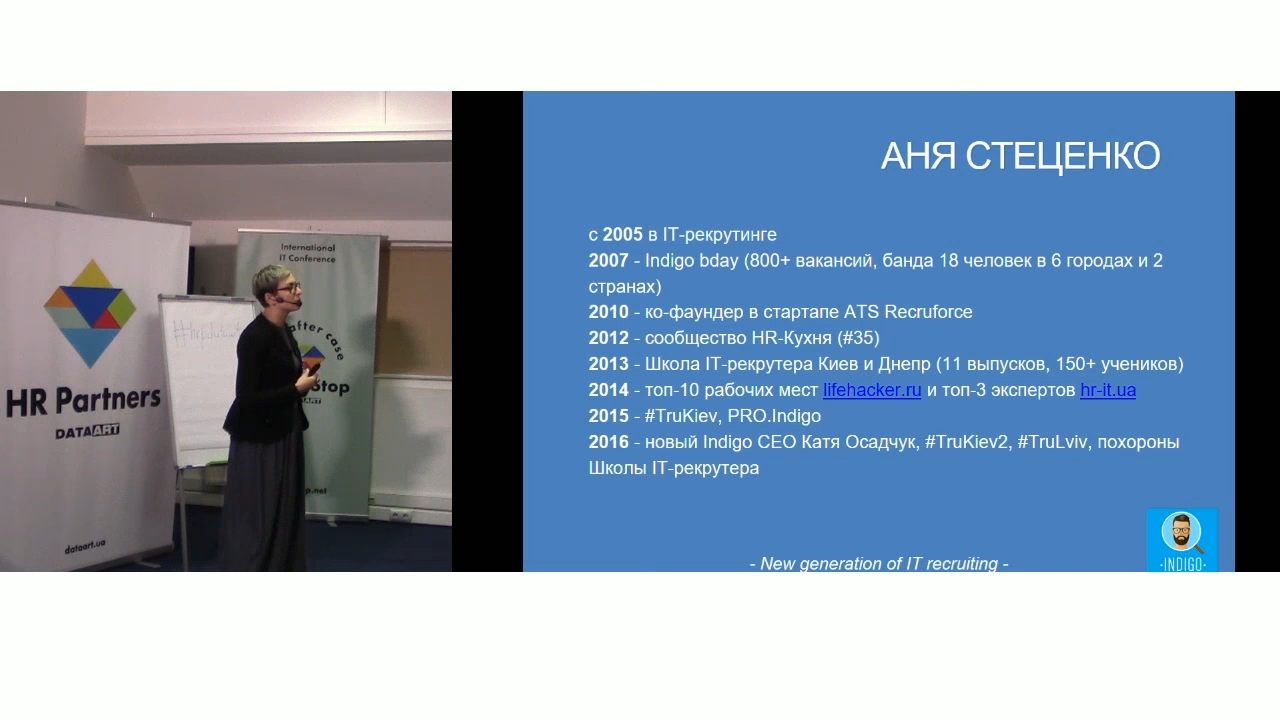 АНЯ СТЕЦЕНКО
с 2005 в IT-рекрутинге
2007 - Indigo bday (800+ вакансий, банда 18 человек в 6 городах и 2
странах)
2010 - ко-фаундер в стартапе ATS Recruforce
2012 - сообщество HR-Кухня (#35)
2013 - Школа IT-рекрутера Киев и Днепр (11 выпусков, 150+ учеников)
2014 - топ-10 рабочих мест lifehacker.ru и топ-3 экспертов hr-it.ua
2015 - #TruKiev, PRO.Indigo
2016 - новый Indigo CEO Катя Осадчук, #TruKiev2, #TruLviv, похороны
Школы IT-рекрутера
- New generation of IT recruiting -
·INDIGO·
HR Partners
DATAART
dataart.ua
International
IT Conference
after case
stop